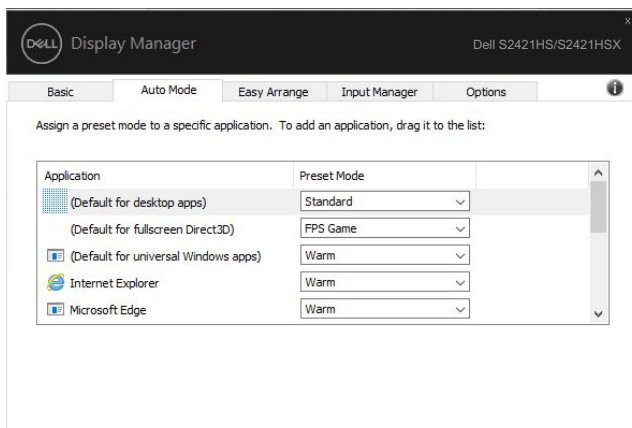 DELL Display Manager Dell S2421HS/S2421HSX
Basic Auto Mode Easy Arrange Input Manager Options
Assign a preset mode to a specific application. To add an application, drag it to the list:
Application Preset Mode
(Default for desktop apps) Standard
(Default for fullscreen Direct3D) FPS Game
(Default for universal Windows apps) Warm
Internet Explorer Warm
Microsoft Edge Warm